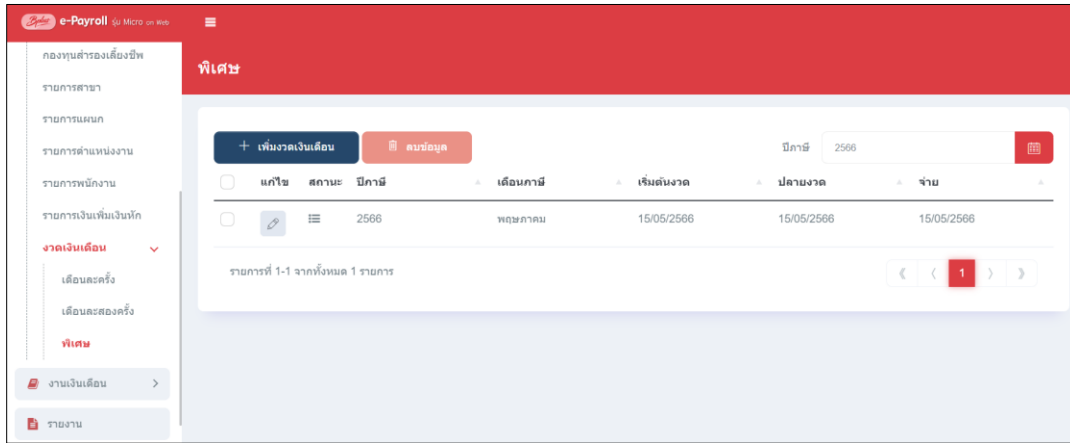 Bplus e-Payroll รุ่น Micro on Web
กองทุนสำรองเลี้ยงชีพ
รายการสาขา
รายการแผนก
รายการตำแหน่งงาน
รายการพนักงาน
รายการเงินเพิ่มเงินหัก
งวดเงินเดือน
เดือนละครั้ง
เดือนละสองครั้ง
พิเศษ
งานเงินเดือน
รายงาน
พิเศษ
+ เพิ่มงวดเงินเดือน ลบข้อมูล ปีภาษี 2566
แก้ไข สถานะ ปีภาษี เดือนภาษี เริ่มต้นงวด ปลายงวด จ่าย
2566 พฤษภาคม 15/05/2566 15/05/2566 15/05/2566
รายการที่ 1-1 จากทั้งหมด 1 รายการ 1